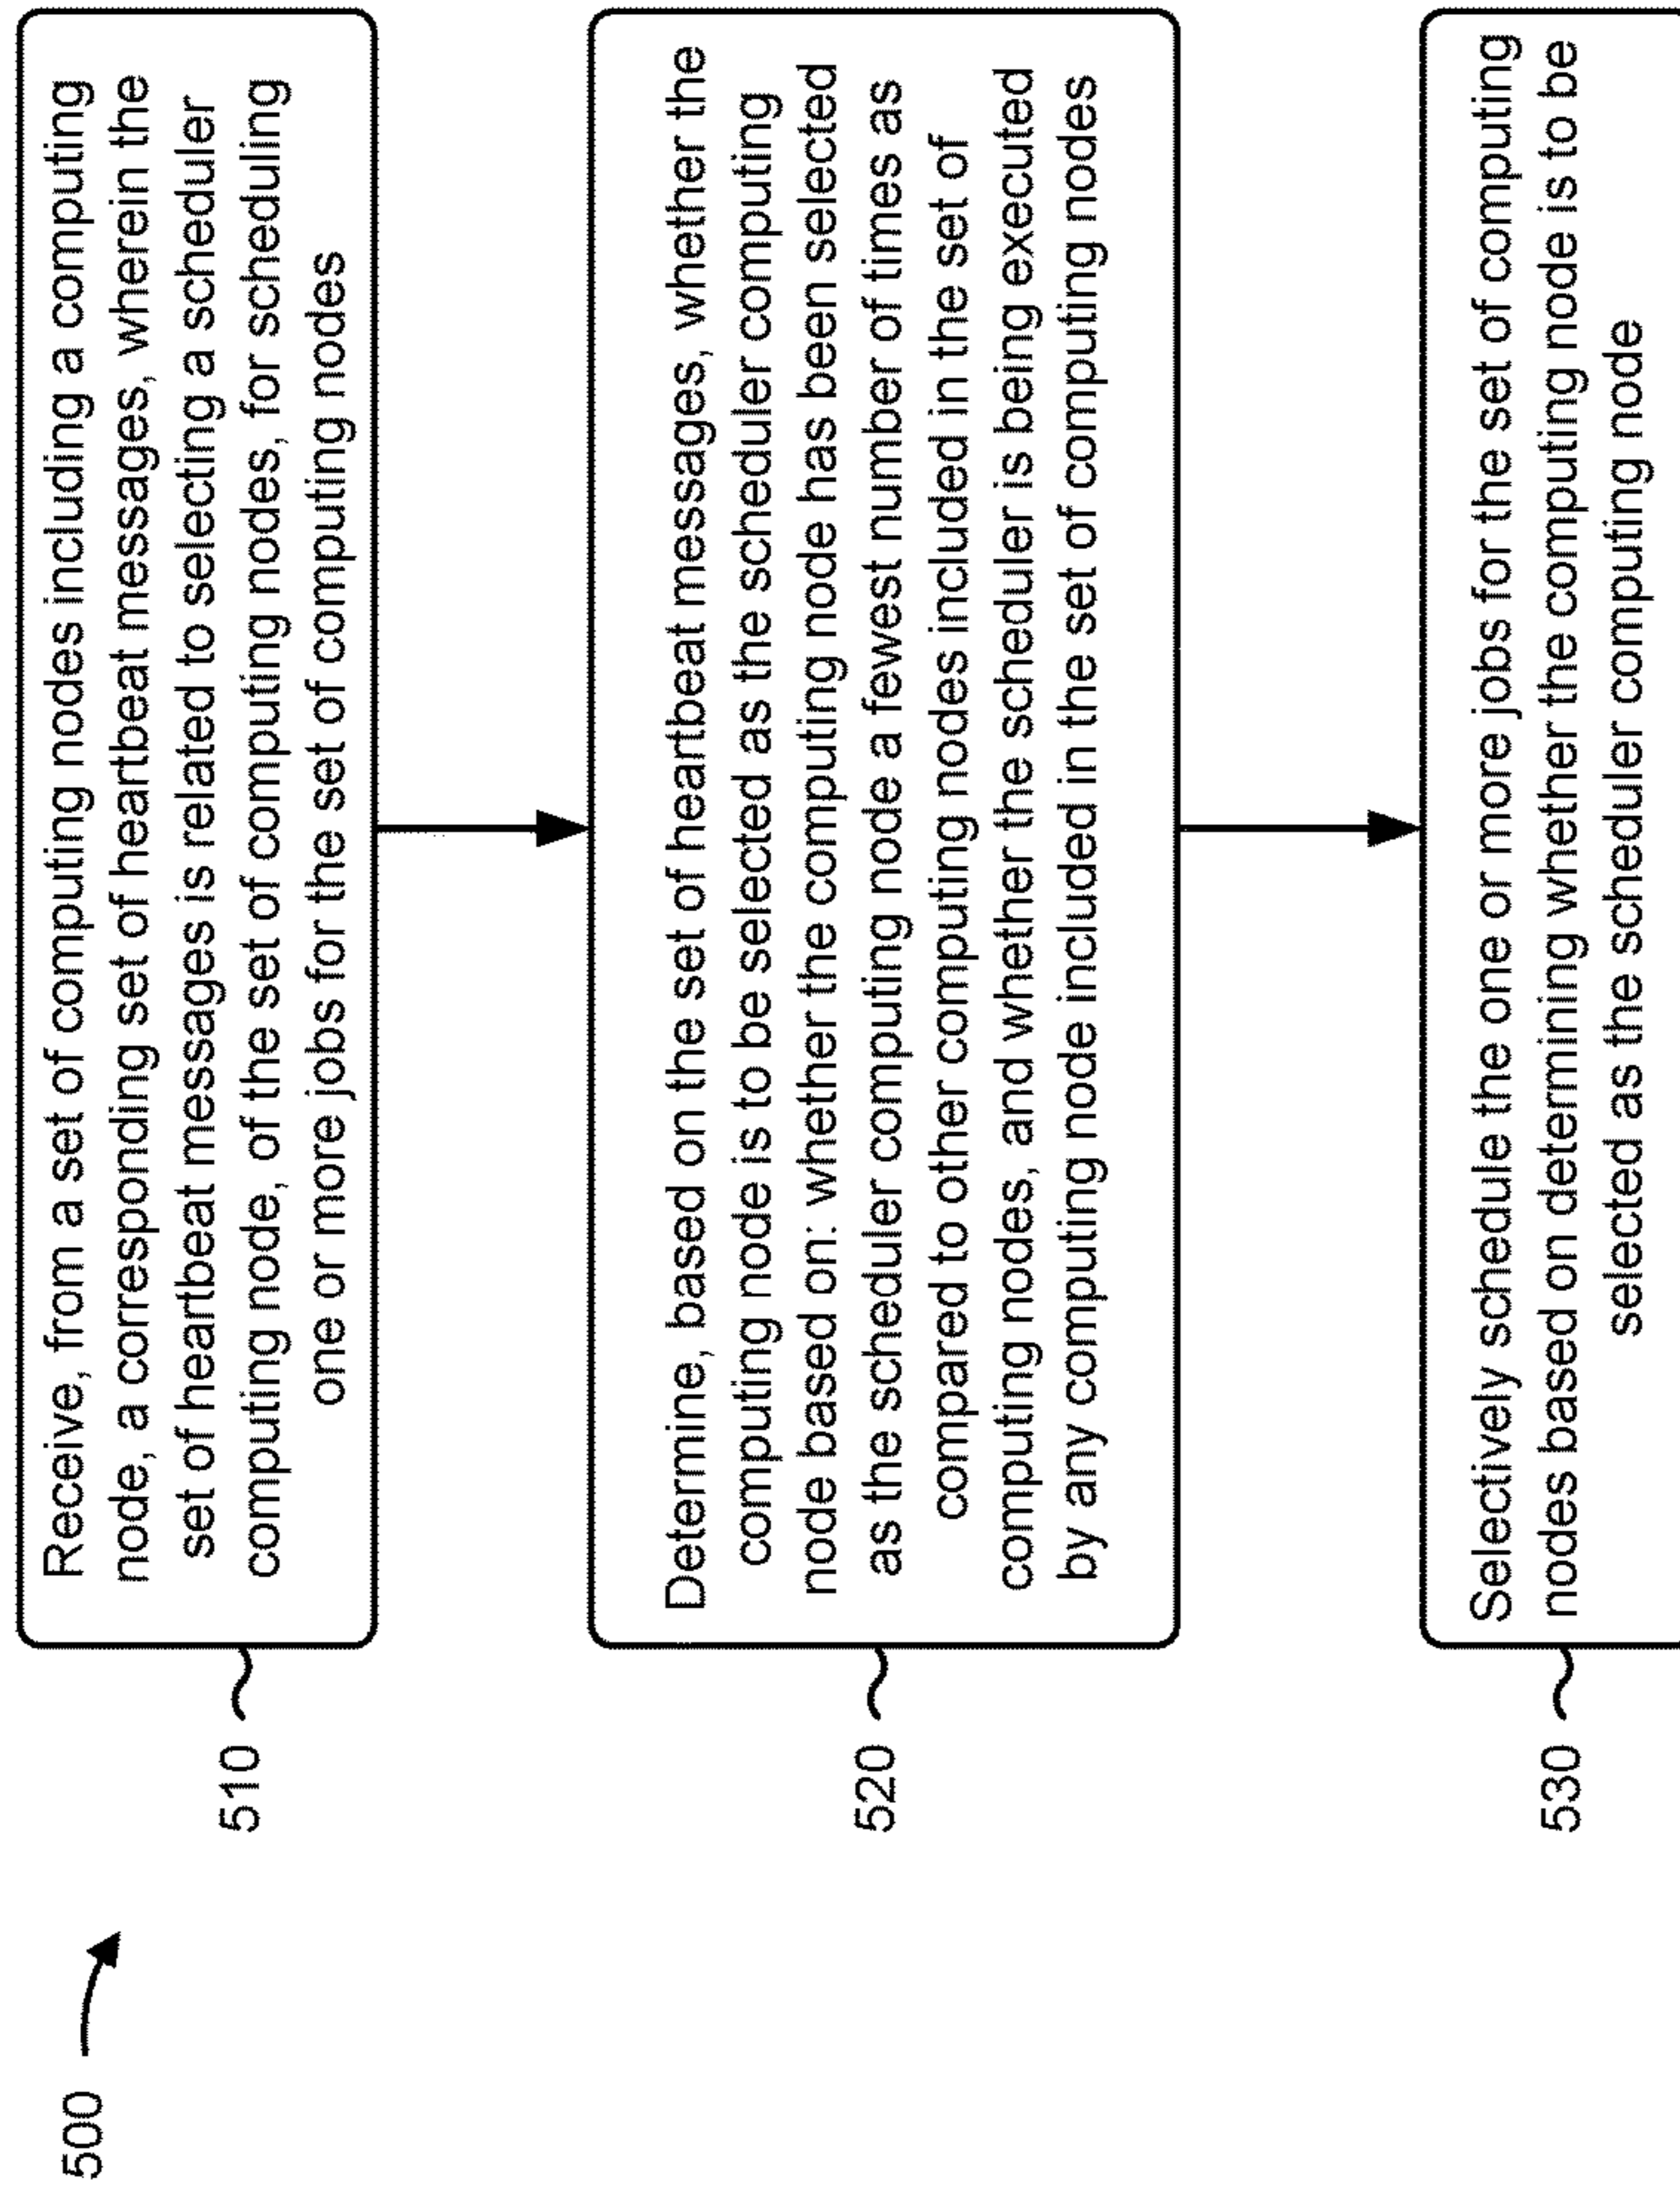 500
510
Receive, from a set of computing nodes including a computing
node, a corresponding set of heartbeat messages, wherein the
set of heartbeat messages is related to selecting a scheduler
computing node, of the set of computing nodes, for scheduling
one or more jobs for the set of computing nodes
520
Determine, based on the set of heartbeat messages, whether the
computing node is to be selected as the scheduler computing
node based on: whether the computing node has been selected
as the scheduler computing node a fewest number of times as
compared to other computing nodes included in the set of
computing nodes, and whether the scheduler is being executed
by any computing node included in the set of computing nodes
530
Selectively schedule the one or more jobs for the set of computing
nodes based on determining whether the computing node is to be
selected as the scheduler computing node